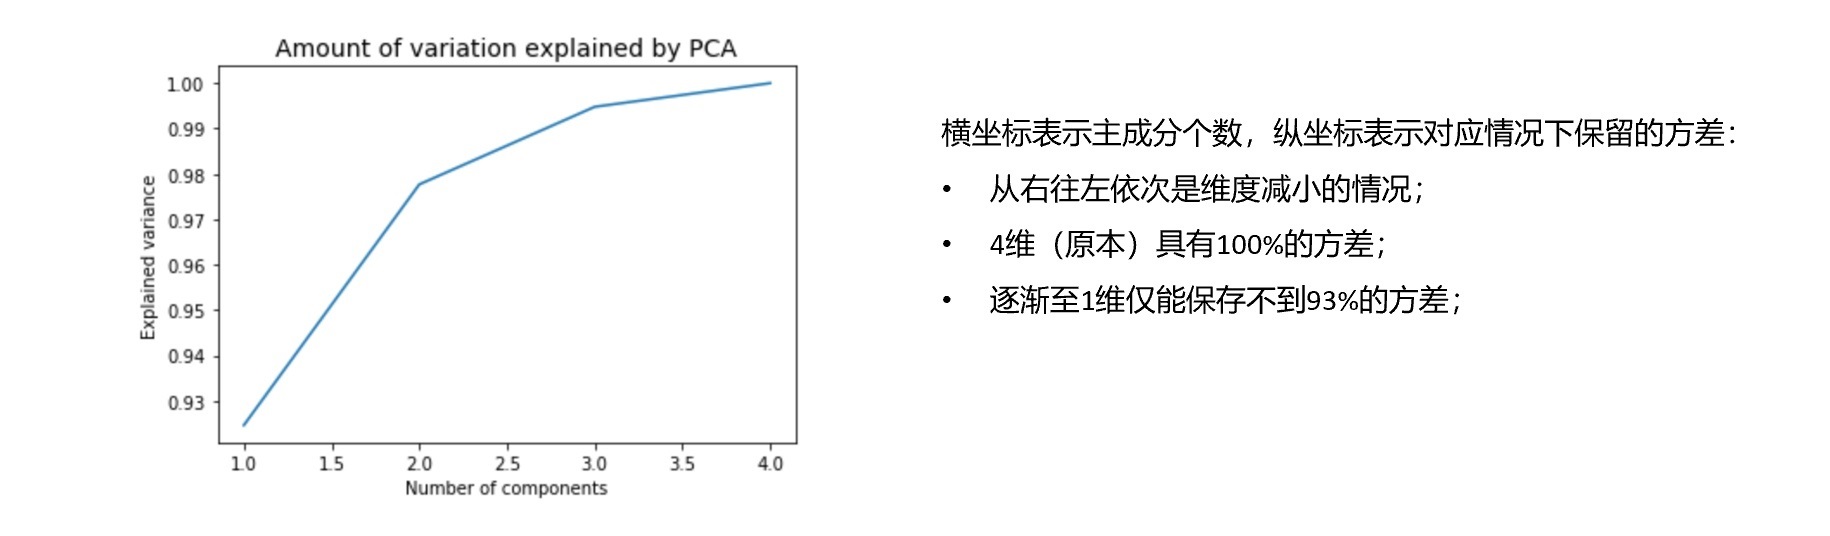 Amount of variation explained by PCA
1.00
0.99
0.98
0.97
0.96
0.95
0.94
0.93
Explained variance
1.0 1.5 2.0 2.5 3.0 3.5 4.0
Number of components
横坐标表示主成分个数，纵坐标表示对应情况下保留的方差：
• 从右往左依次是维度减小的情况；
• 4维（原本）具有100%的方差；
• 逐渐至1维仅能保存不到93%的方差；